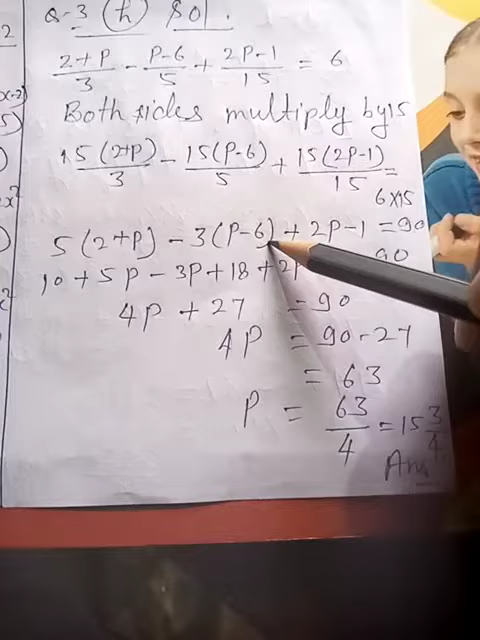 Q-3 (h) Sol.
(2+P)/3 - (P-6)/5 + (2P-1)/15 = 6
Both sides multiply by 15
15(2+P)/3 - 15(P-6)/5 + 15(2P-1)/15 =
6×15
5(2+P) - 3(P-6) + 2P-1 = 90
10+5P-3P+18+2P 90
4P + 27 = 90
4P = 90-27
= 63
P = 63/4 = 15 3/4
Ans